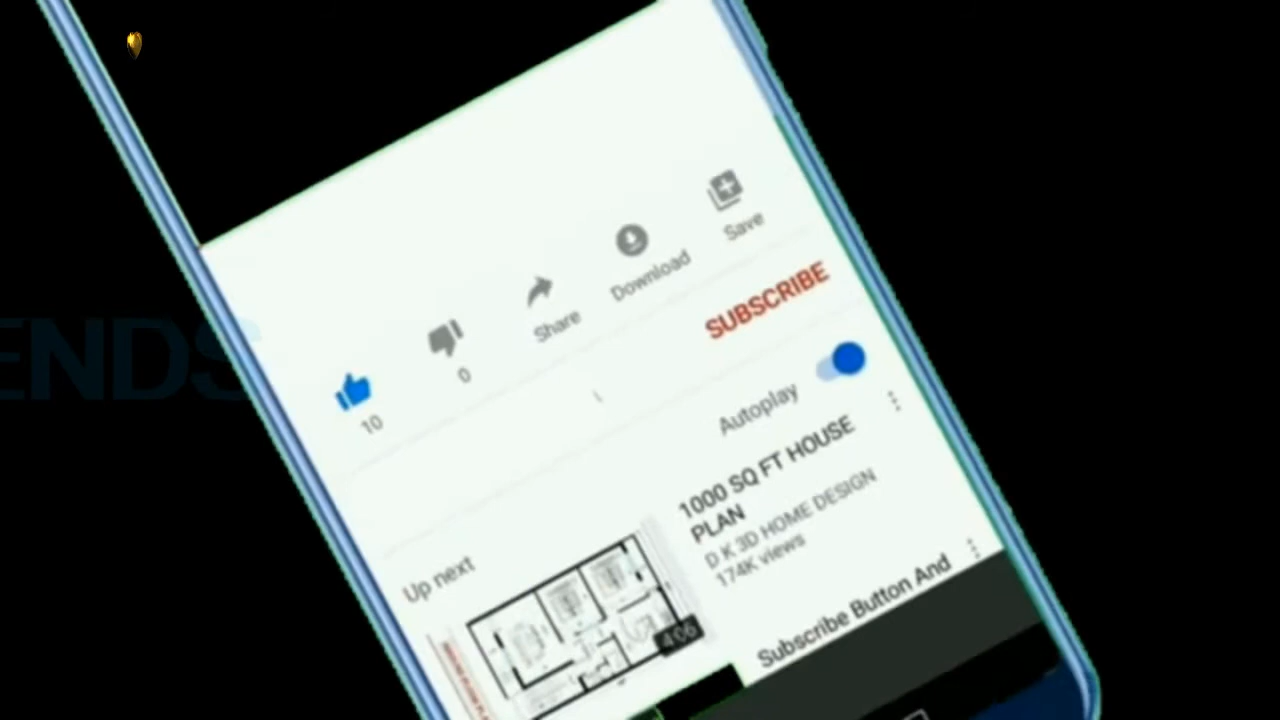 ENDS
10
0
Share
Download
Save
SUBSCRIBE
Autoplay
Up next
1000 SQ FT HOUSE
PLAN
D K 3D HOME DESIGN
174K views
4:06
Subscribe Button And